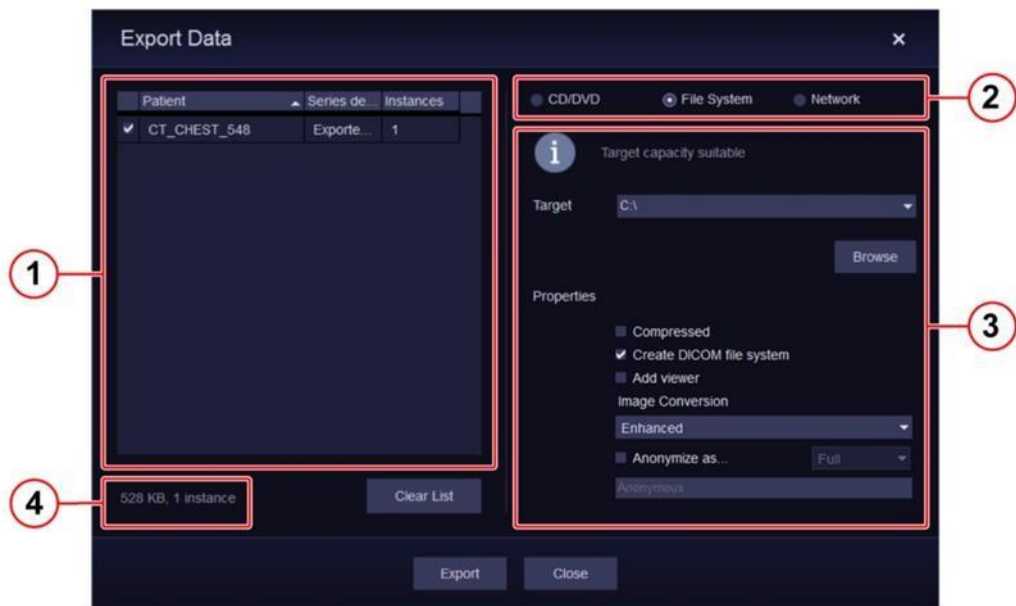 Export Data
Patient Series de... Instances
CT_CHEST_548 Exporte... 1
1
528 KB, 1 instance
Clear List
4
CD/DVD File System Network
2
i Target capacity suitable
Target C:\
Browse
Properties
Compressed
Create DICOM file system
Add viewer
Image Conversion
Enhanced
Anonymize as... Full
Anonymous
3
Export Close